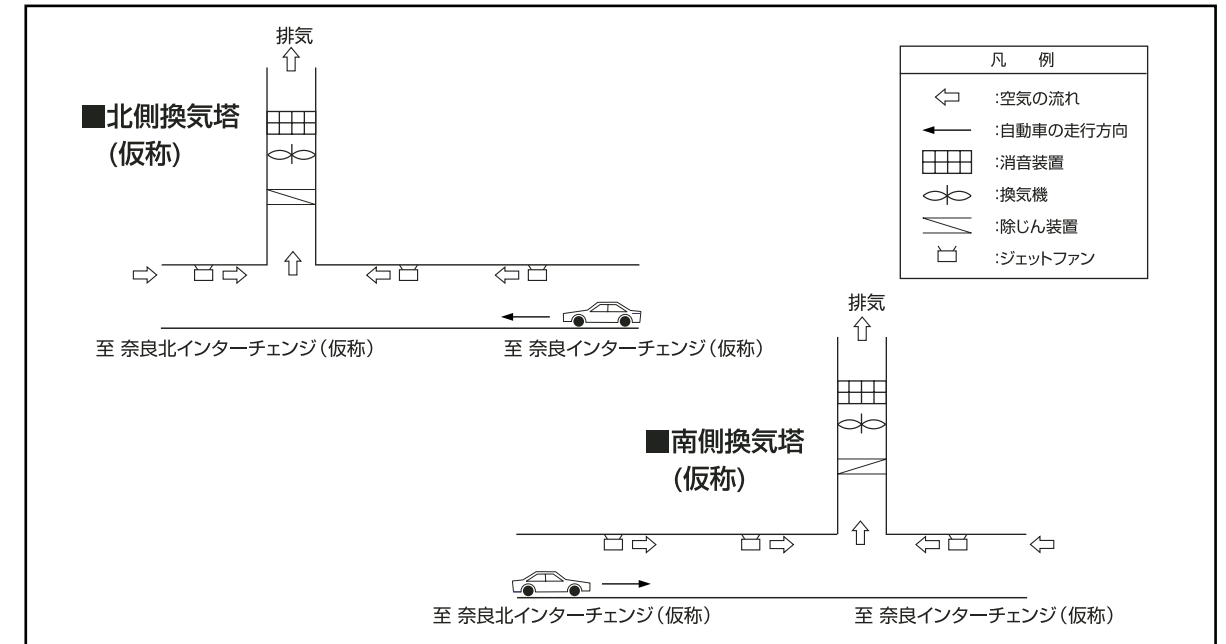 排気
■北側換気塔
(仮称)
至 奈良北インターチェンジ(仮称)
至 奈良インターチェンジ(仮称)
凡 例
:空気の流れ
:自動車の走行方向
:消音装置
:換気機
:除じん装置
:ジェットファン
排気
■南側換気塔
(仮称)
至 奈良北インターチェンジ(仮称)
至 奈良インターチェンジ(仮称)